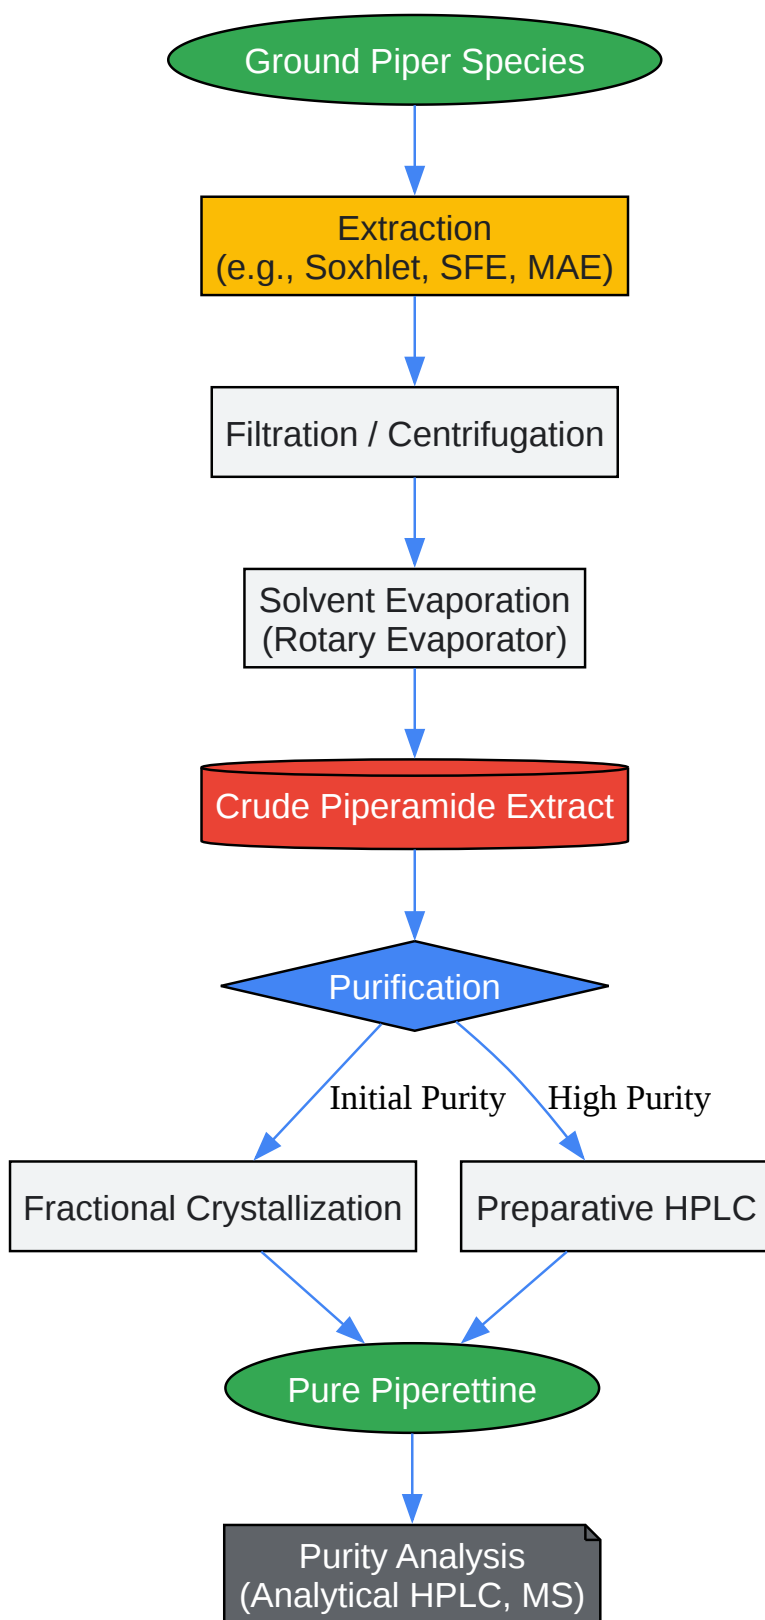 Ground Piper Species
Extraction
(e.g., Soxhlet, SFE, MAE)
Filtration / Centrifugation
Solvent Evaporation
(Rotary Evaporator)
Crude Piperamide Extract
Purification
Initial Purity
High Purity
Fractional Crystallization
Preparative HPLC
Pure Piperettine
Purity Analysis
(Analytical HPLC, MS)